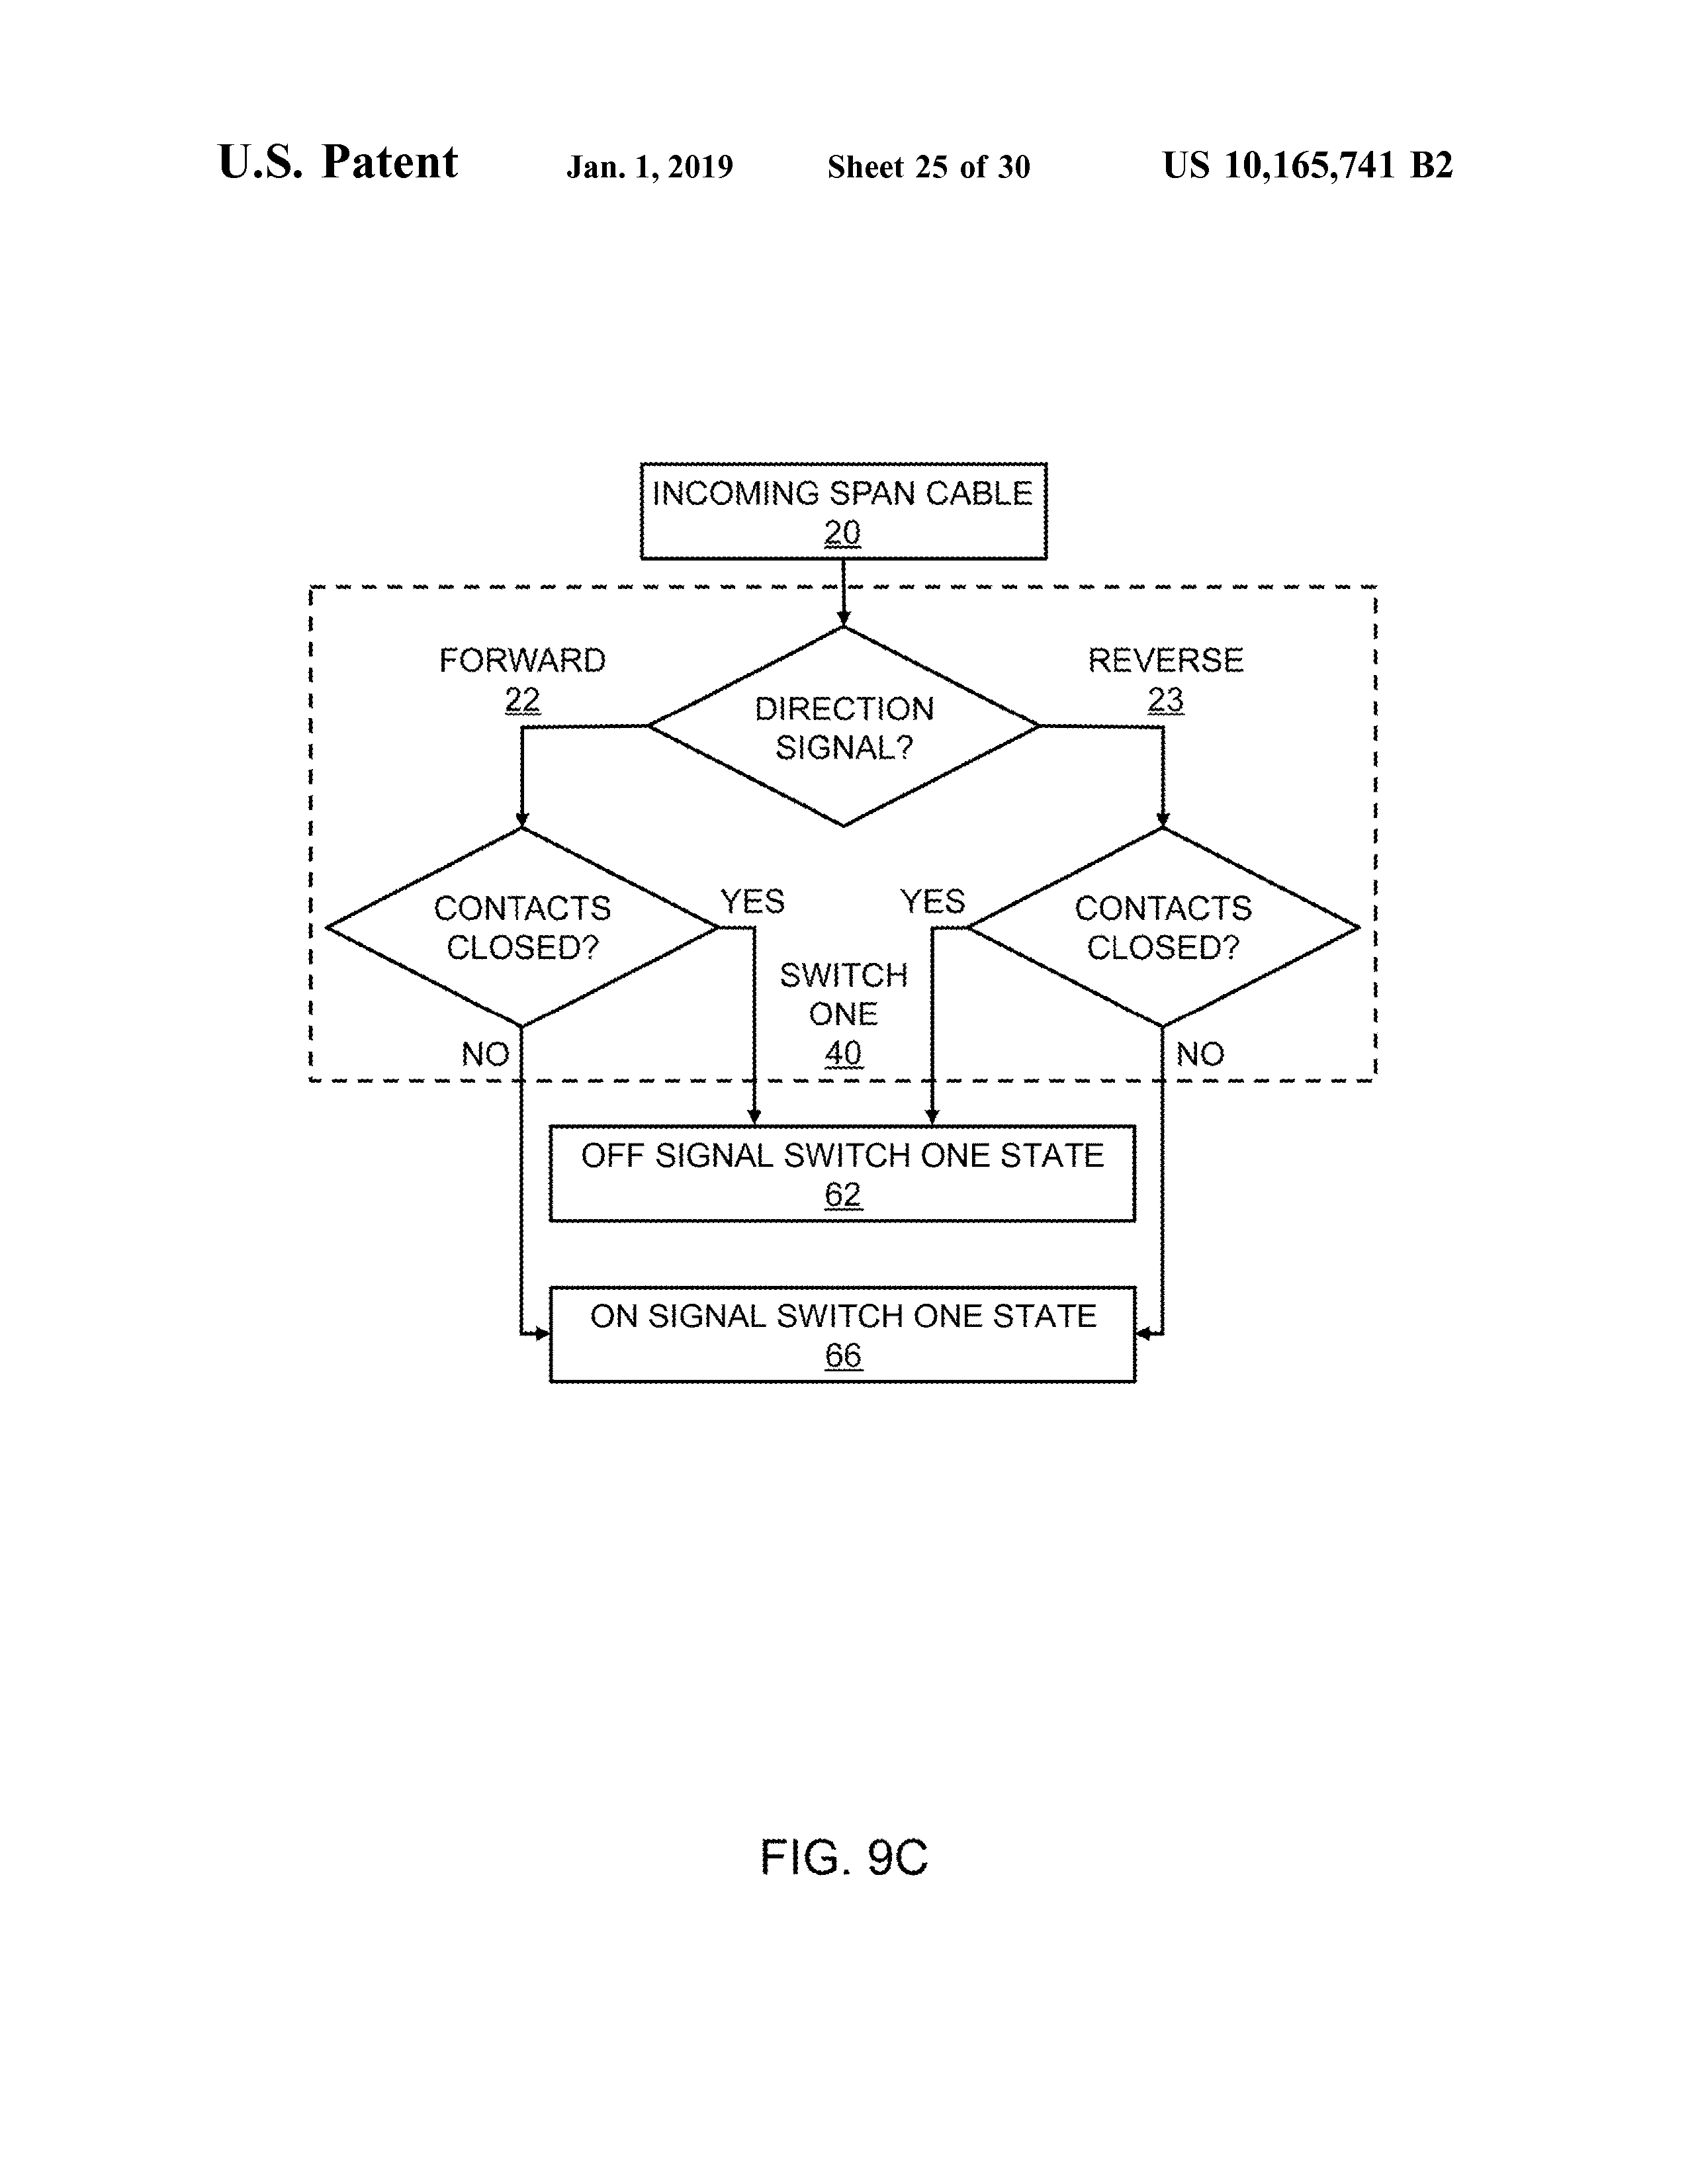 U.S. Patent Jan. 1, 2019 Sheet 25 of 30 US 10,165,741 B2
INCOMING SPAN CABLE
20
FORWARD
22
REVERSE
23
DIRECTION
SIGNAL?
CONTACTS
CLOSED?
YES
YES
CONTACTS
CLOSED?
SWITCH
ONE
40
NO
NO
OFF SIGNAL SWITCH ONE STATE
62
ON SIGNAL SWITCH ONE STATE
66
FIG. 9C